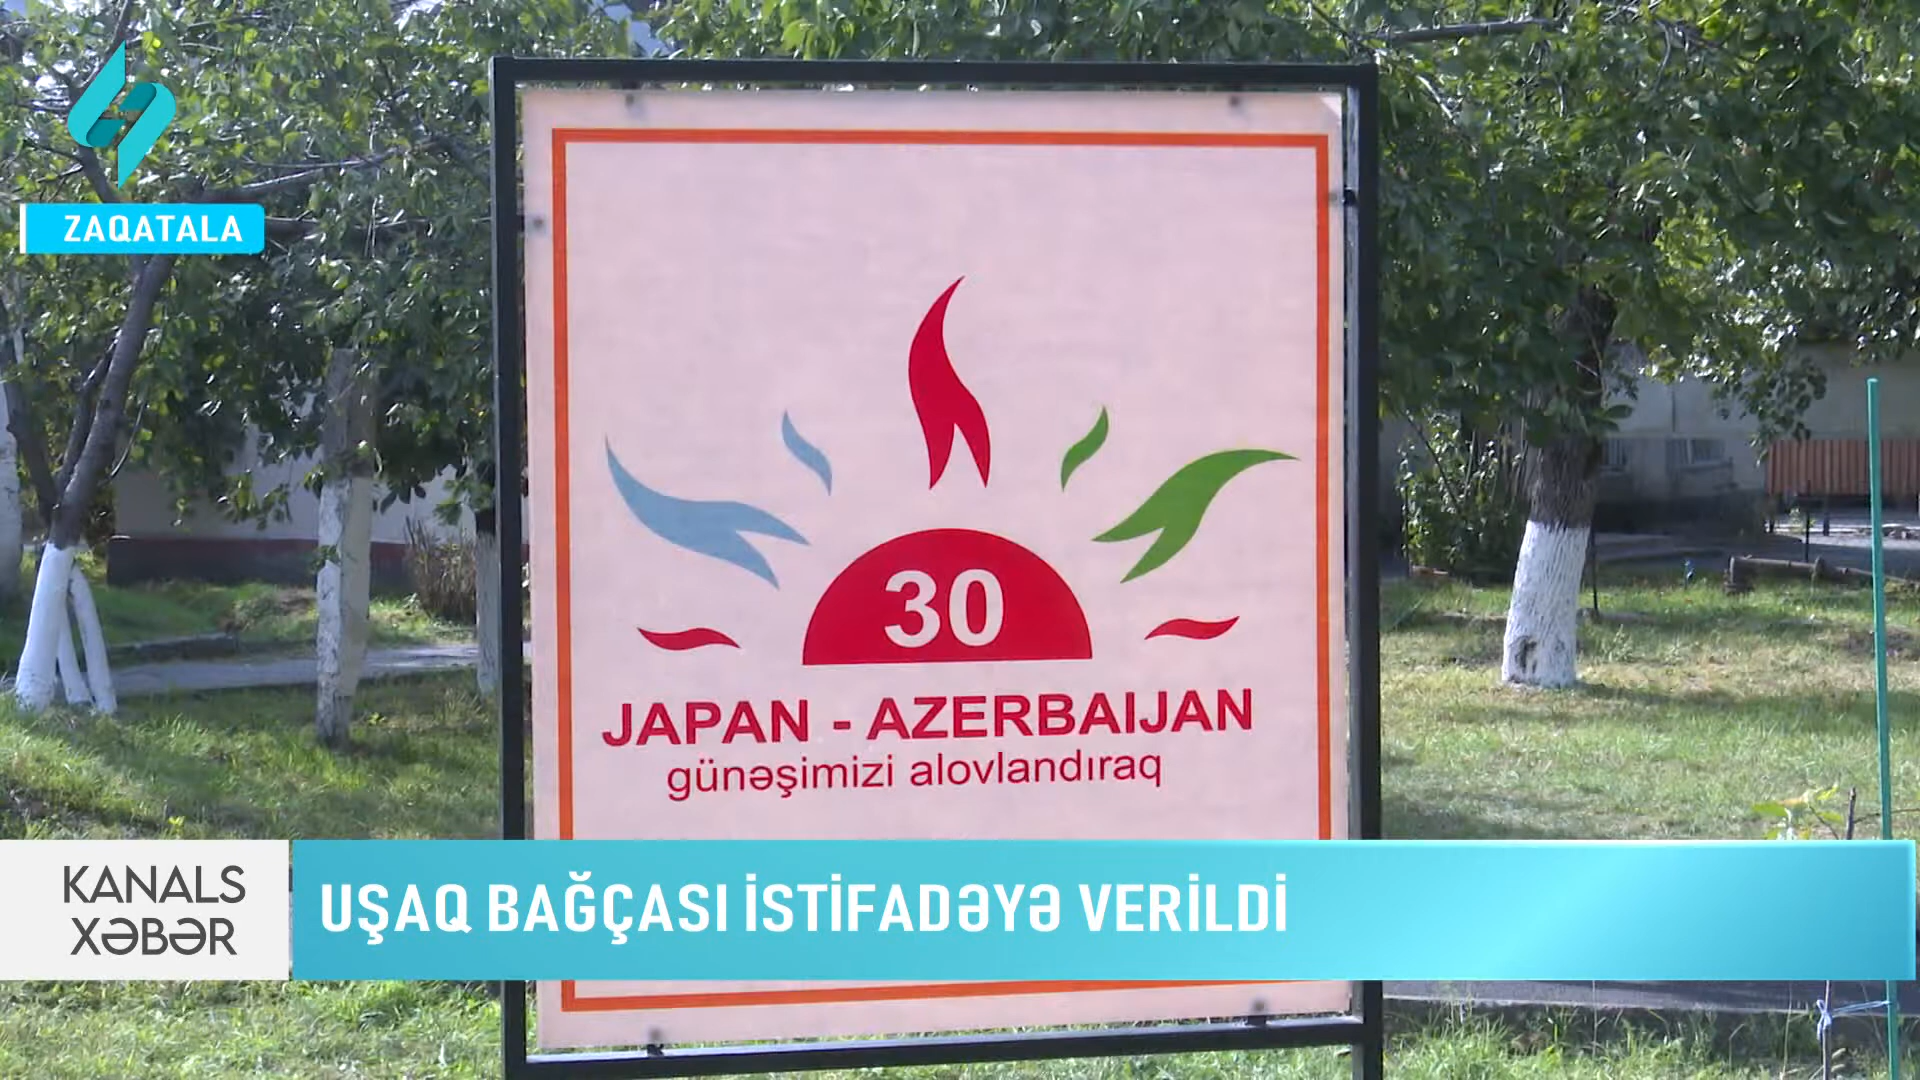 ZAQATALA
30
JAPAN - AZERBAIJAN
günəşimizi alovlandıraq
KANALS
XƏBƏR
UŞAQ BAĞÇASI İSTİFADƏYƏ VERİLDİ